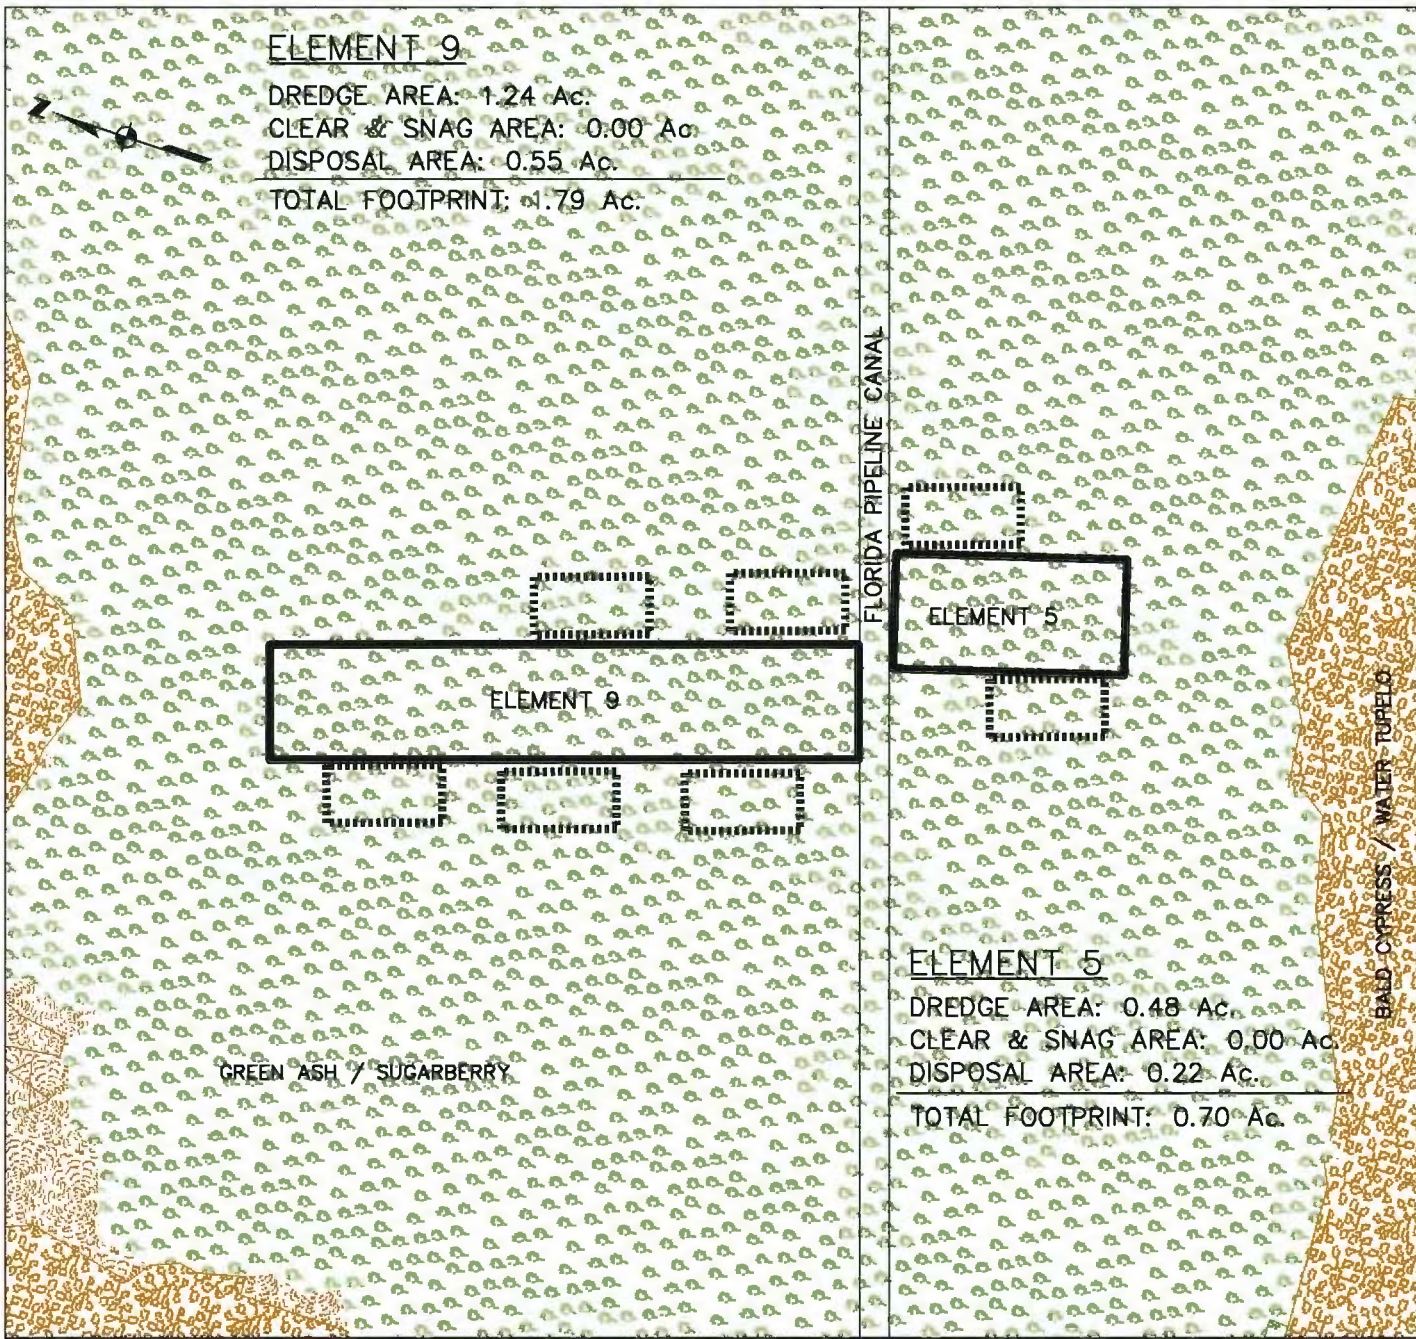 ELEMENT 9
DREDGE AREA: 1.24 Ac.
CLEAR & SNAG AREA: 0.00 Ac
DISPOSAL AREA: 0.55 Ac.
TOTAL FOOTPRINT: 1.79 Ac.
Z
FLORIDA PIPELINE CANAL
ELEMENT 5
ELEMENT 9
BALD CYPRESS / WATER TUPELO
ELEMENT 5
DREDGE AREA: 0.48 Ac.
CLEAR & SNAG AREA: 0.00 Ac.
DISPOSAL AREA: 0.22 Ac.
TOTAL FOOTPRINT: 0.70 Ac.
GREEN ASH / SUGARBERRY